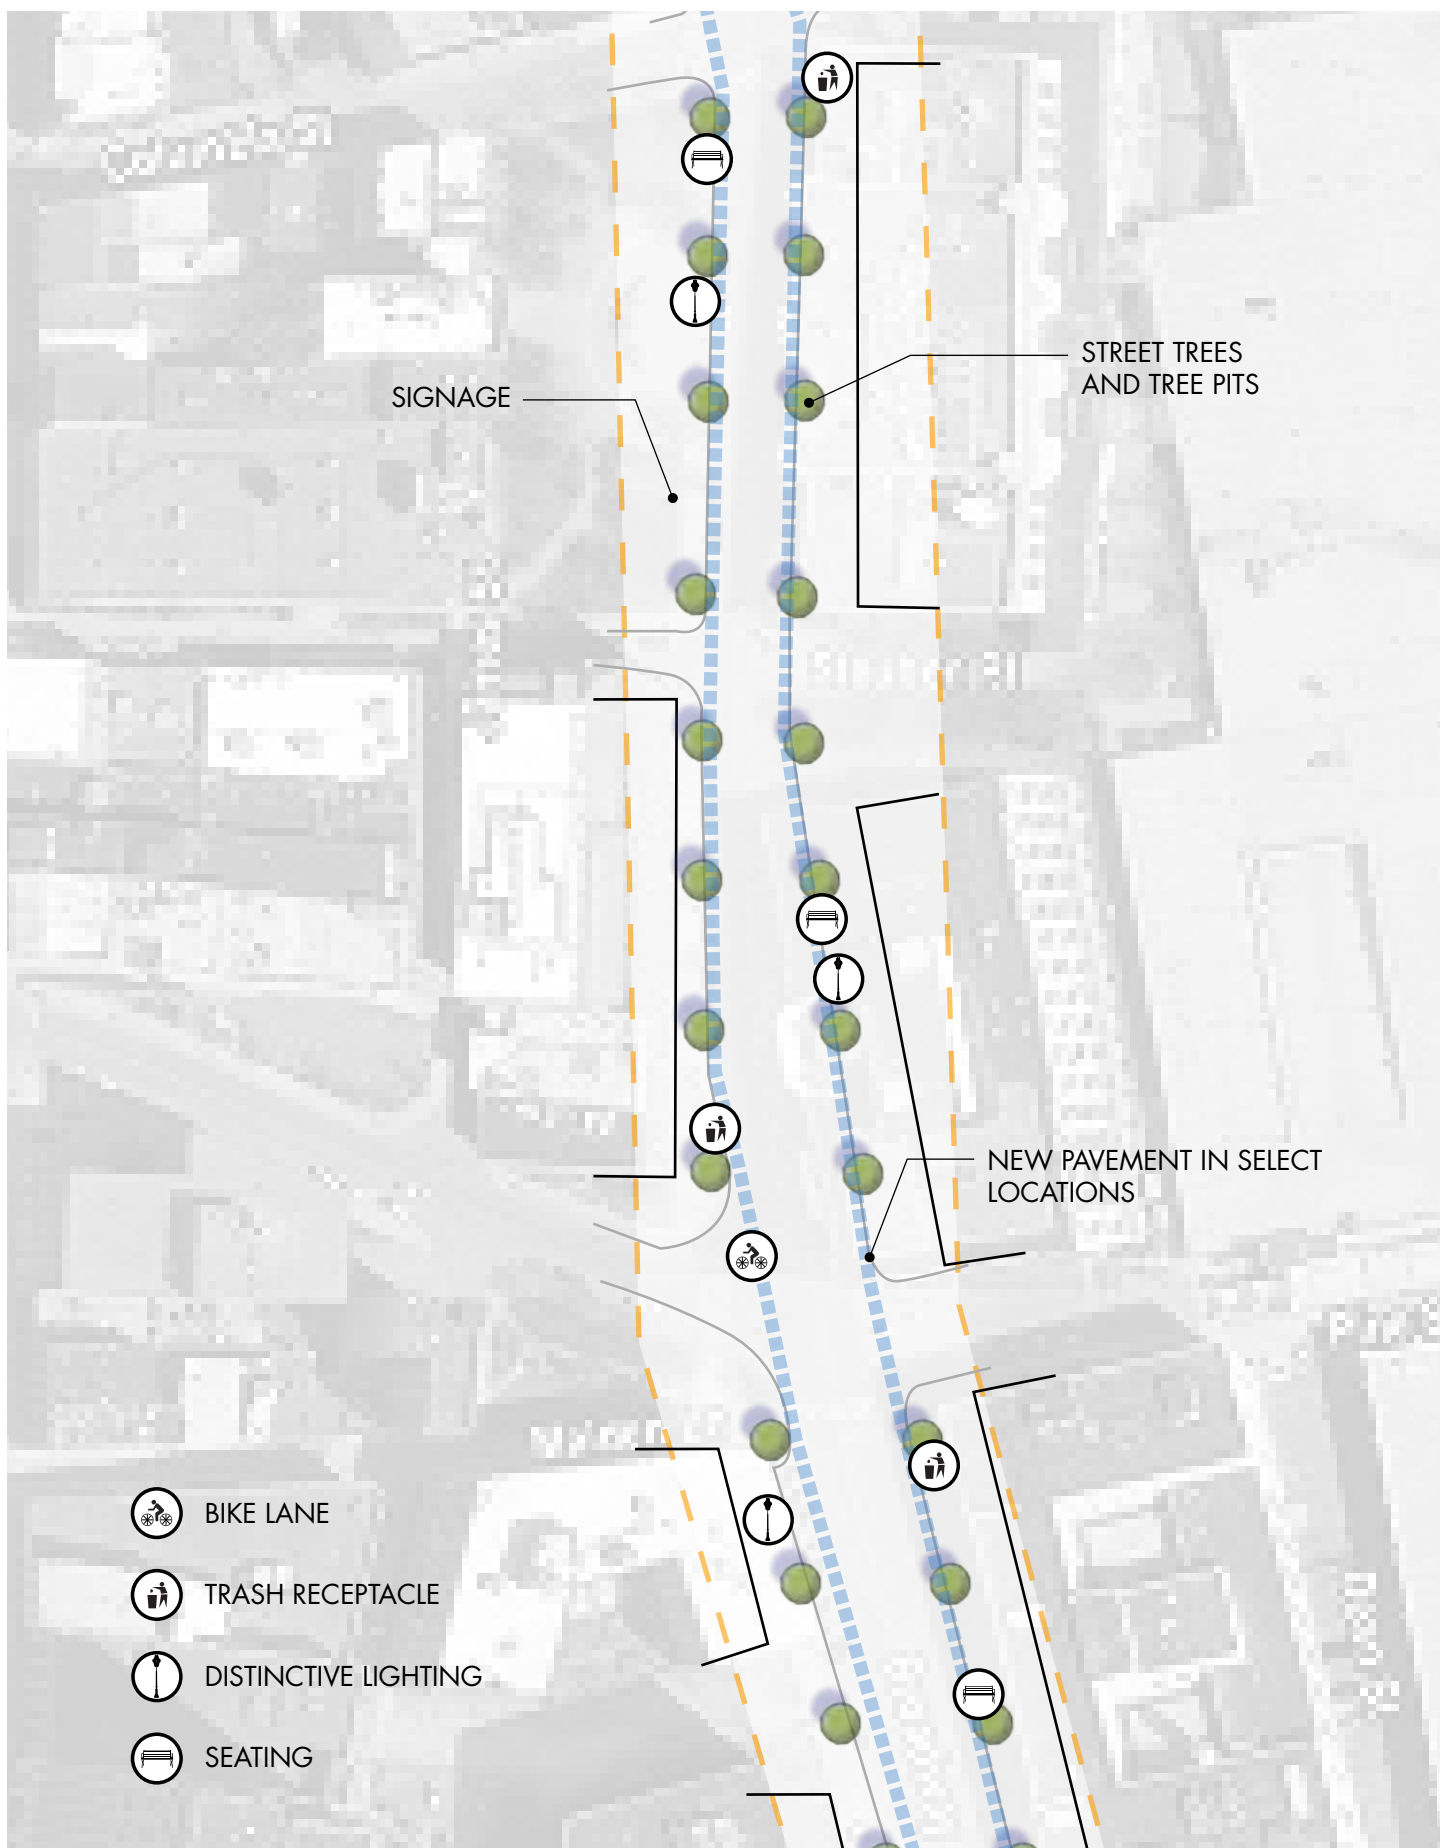 STREET TREES
AND TREE PITS
SIGNAGE
NEW PAVEMENT IN SELECT
LOCATIONS
BIKE LANE
TRASH RECEPTACLE
DISTINCTIVE LIGHTING
SEATING